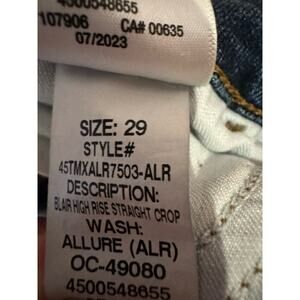 4500548655
107906 CA# 00635
07/2023
SIZE: 29
STYLE#
45TMXALR7503-ALR
DESCRIPTION:
BLAIR HIGH RISE STRAIGHT CROP
WASH:
ALLURE (ALR)
OC-49080
4500548655